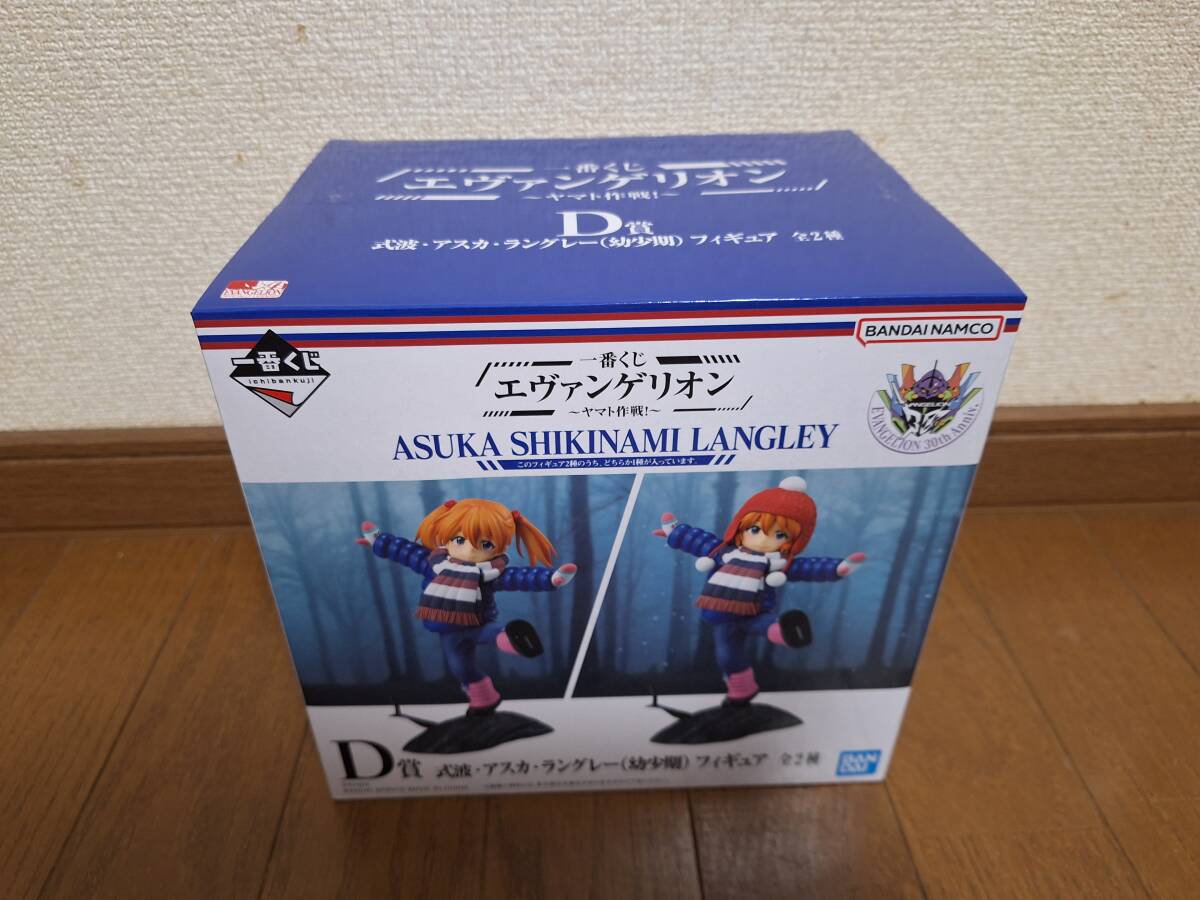 一番くじ
エヴァンゲリオン
~ヤマト作戦!~
D賞
式波・アスカ・ラングレー(幼少期) フィギュア 全2種
EVANGELION
BANDAI NAMCO
一番くじ
ichibankuji
一番くじ
エヴァンゲリオン
~ヤマト作戦!~
EVANGELION
EVANGELION 30th Anniv.
ASUKA SHIKINAMI LANGLEY
このフィギュア2種のうち、どちらか1種が入っています。
D賞 式波・アスカ・ラングレー(幼少期) フィギュア 全2種
BANDAI